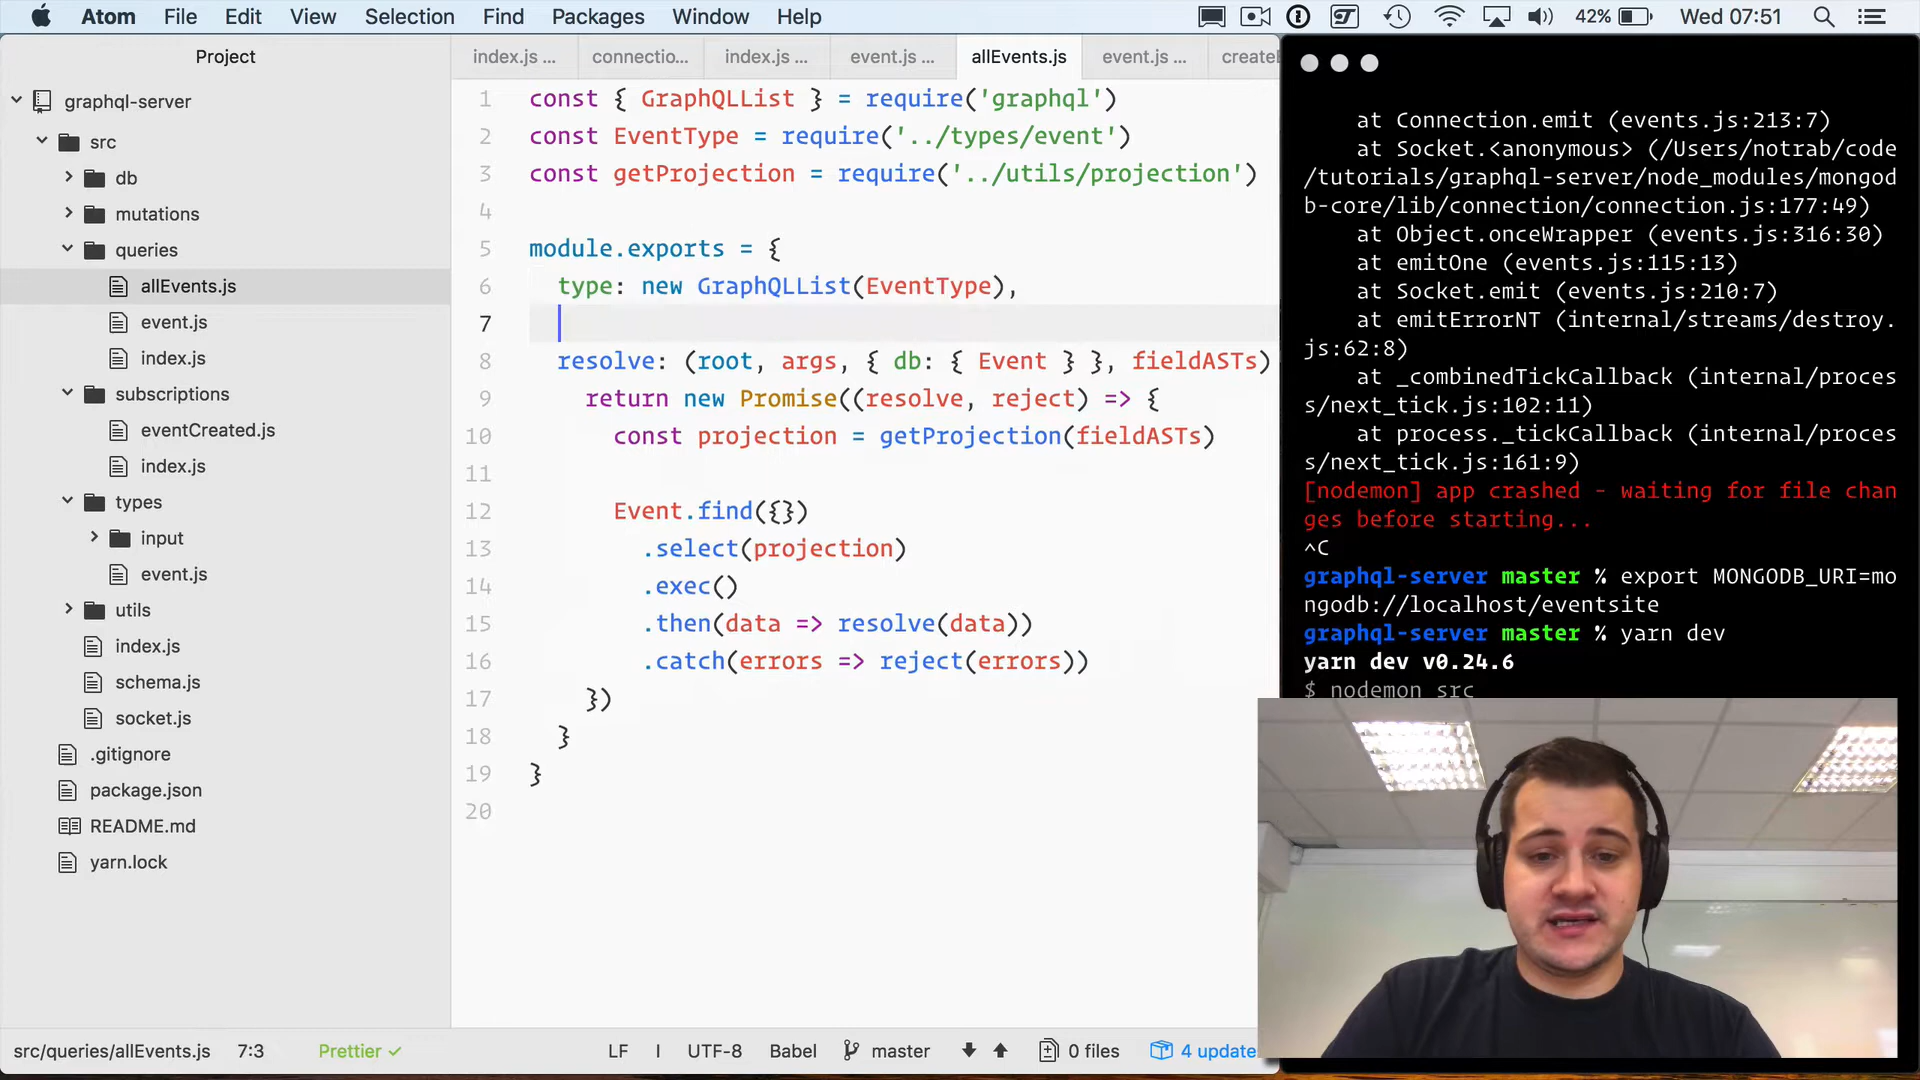 Atom File Edit View Selection Find Packages Window Help 42% Wed 07:51
Project
graphql-server
src
db
mutations
queries
allEvents.js
event.js
index.js
subscriptions
eventCreated.js
index.js
types
input
event.js
utils
index.js
schema.js
socket.js
.gitignore
package.json
README.md
yarn.lock
index.js ... connectio... index.js ... event.js ... allEvents.js event.js ... createE
1 const { GraphQLList } = require('graphql')
2 const EventType = require('../types/event')
3 const getProjection = require('../utils/projection')
4
5 module.exports = {
6 type: new GraphQLList(EventType),
7
8 resolve: (root, args, { db: { Event } }, fieldASTs)
9 return new Promise((resolve, reject) => {
10 const projection = getProjection(fieldASTs)
11
12 Event.find({})
13 .select(projection)
14 .exec()
15 .then(data => resolve(data))
16 .catch(errors => reject(errors))
17 })
18 }
19 }
20
at Connection.emit (events.js:213:7)
at Socket.<anonymous> (/Users/notrab/code
/tutorials/graphql-server/node_modules/mongod
b-core/lib/connection/connection.js:177:49)
at Object.onceWrapper (events.js:316:30)
at emitOne (events.js:115:13)
at Socket.emit (events.js:210:7)
at emitErrorNT (internal/streams/destroy.
js:62:8)
at _combinedTickCallback (internal/proces
s/next_tick.js:102:11)
at process._tickCallback (internal/proces
s/next_tick.js:161:9)
[nodemon] app crashed - waiting for file chan
ges before starting...
^C
graphql-server master % export MONGODB_URI=mo
ngodb://localhost/eventsite
graphql-server master % yarn dev
yarn dev v0.24.6
$ nodemon src
src/queries/allEvents.js 7:3 Prettier ✓ LF UTF-8 Babel master 0 files 4 update